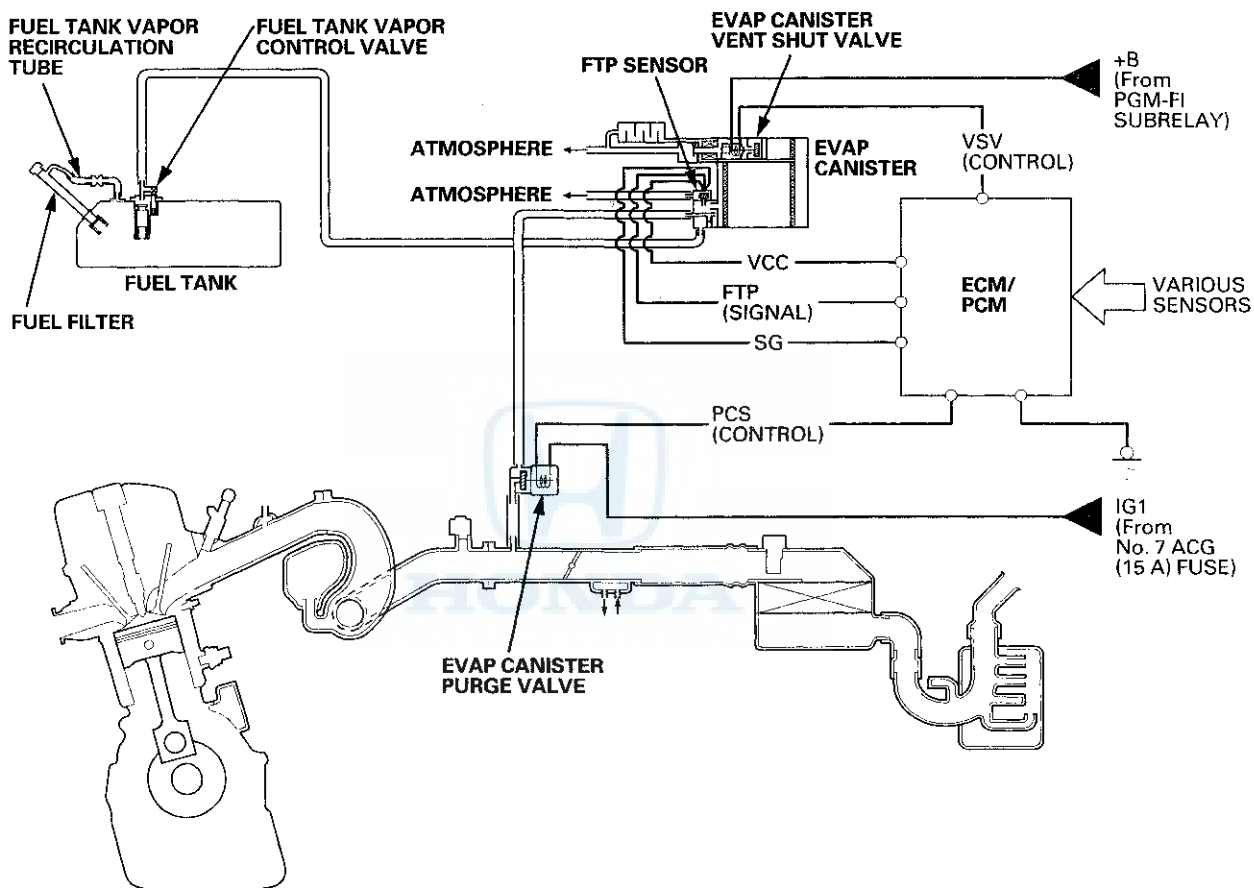 FUEL TANK VAPOR
RECIRCULATION
TUBE
FUEL TANK VAPOR
CONTROL VALVE
EVAP CANISTER
VENT SHUT VALVE
FTP SENSOR
+B
(From
PGM-FI
SUBRELAY)
VSV
(CONTROL)
ATMOSPHERE
EVAP
CANISTER
ATMOSPHERE
FUEL TANK
FUEL FILTER
VCC
FTP
(SIGNAL)
SG
ECM/
PCM
VARIOUS
SENSORS
PCS
(CONTROL)
IG1
(From
No. 7 ACG
(15 A) FUSE)
HONDA
EVAP CANISTER
PURGE VALVE